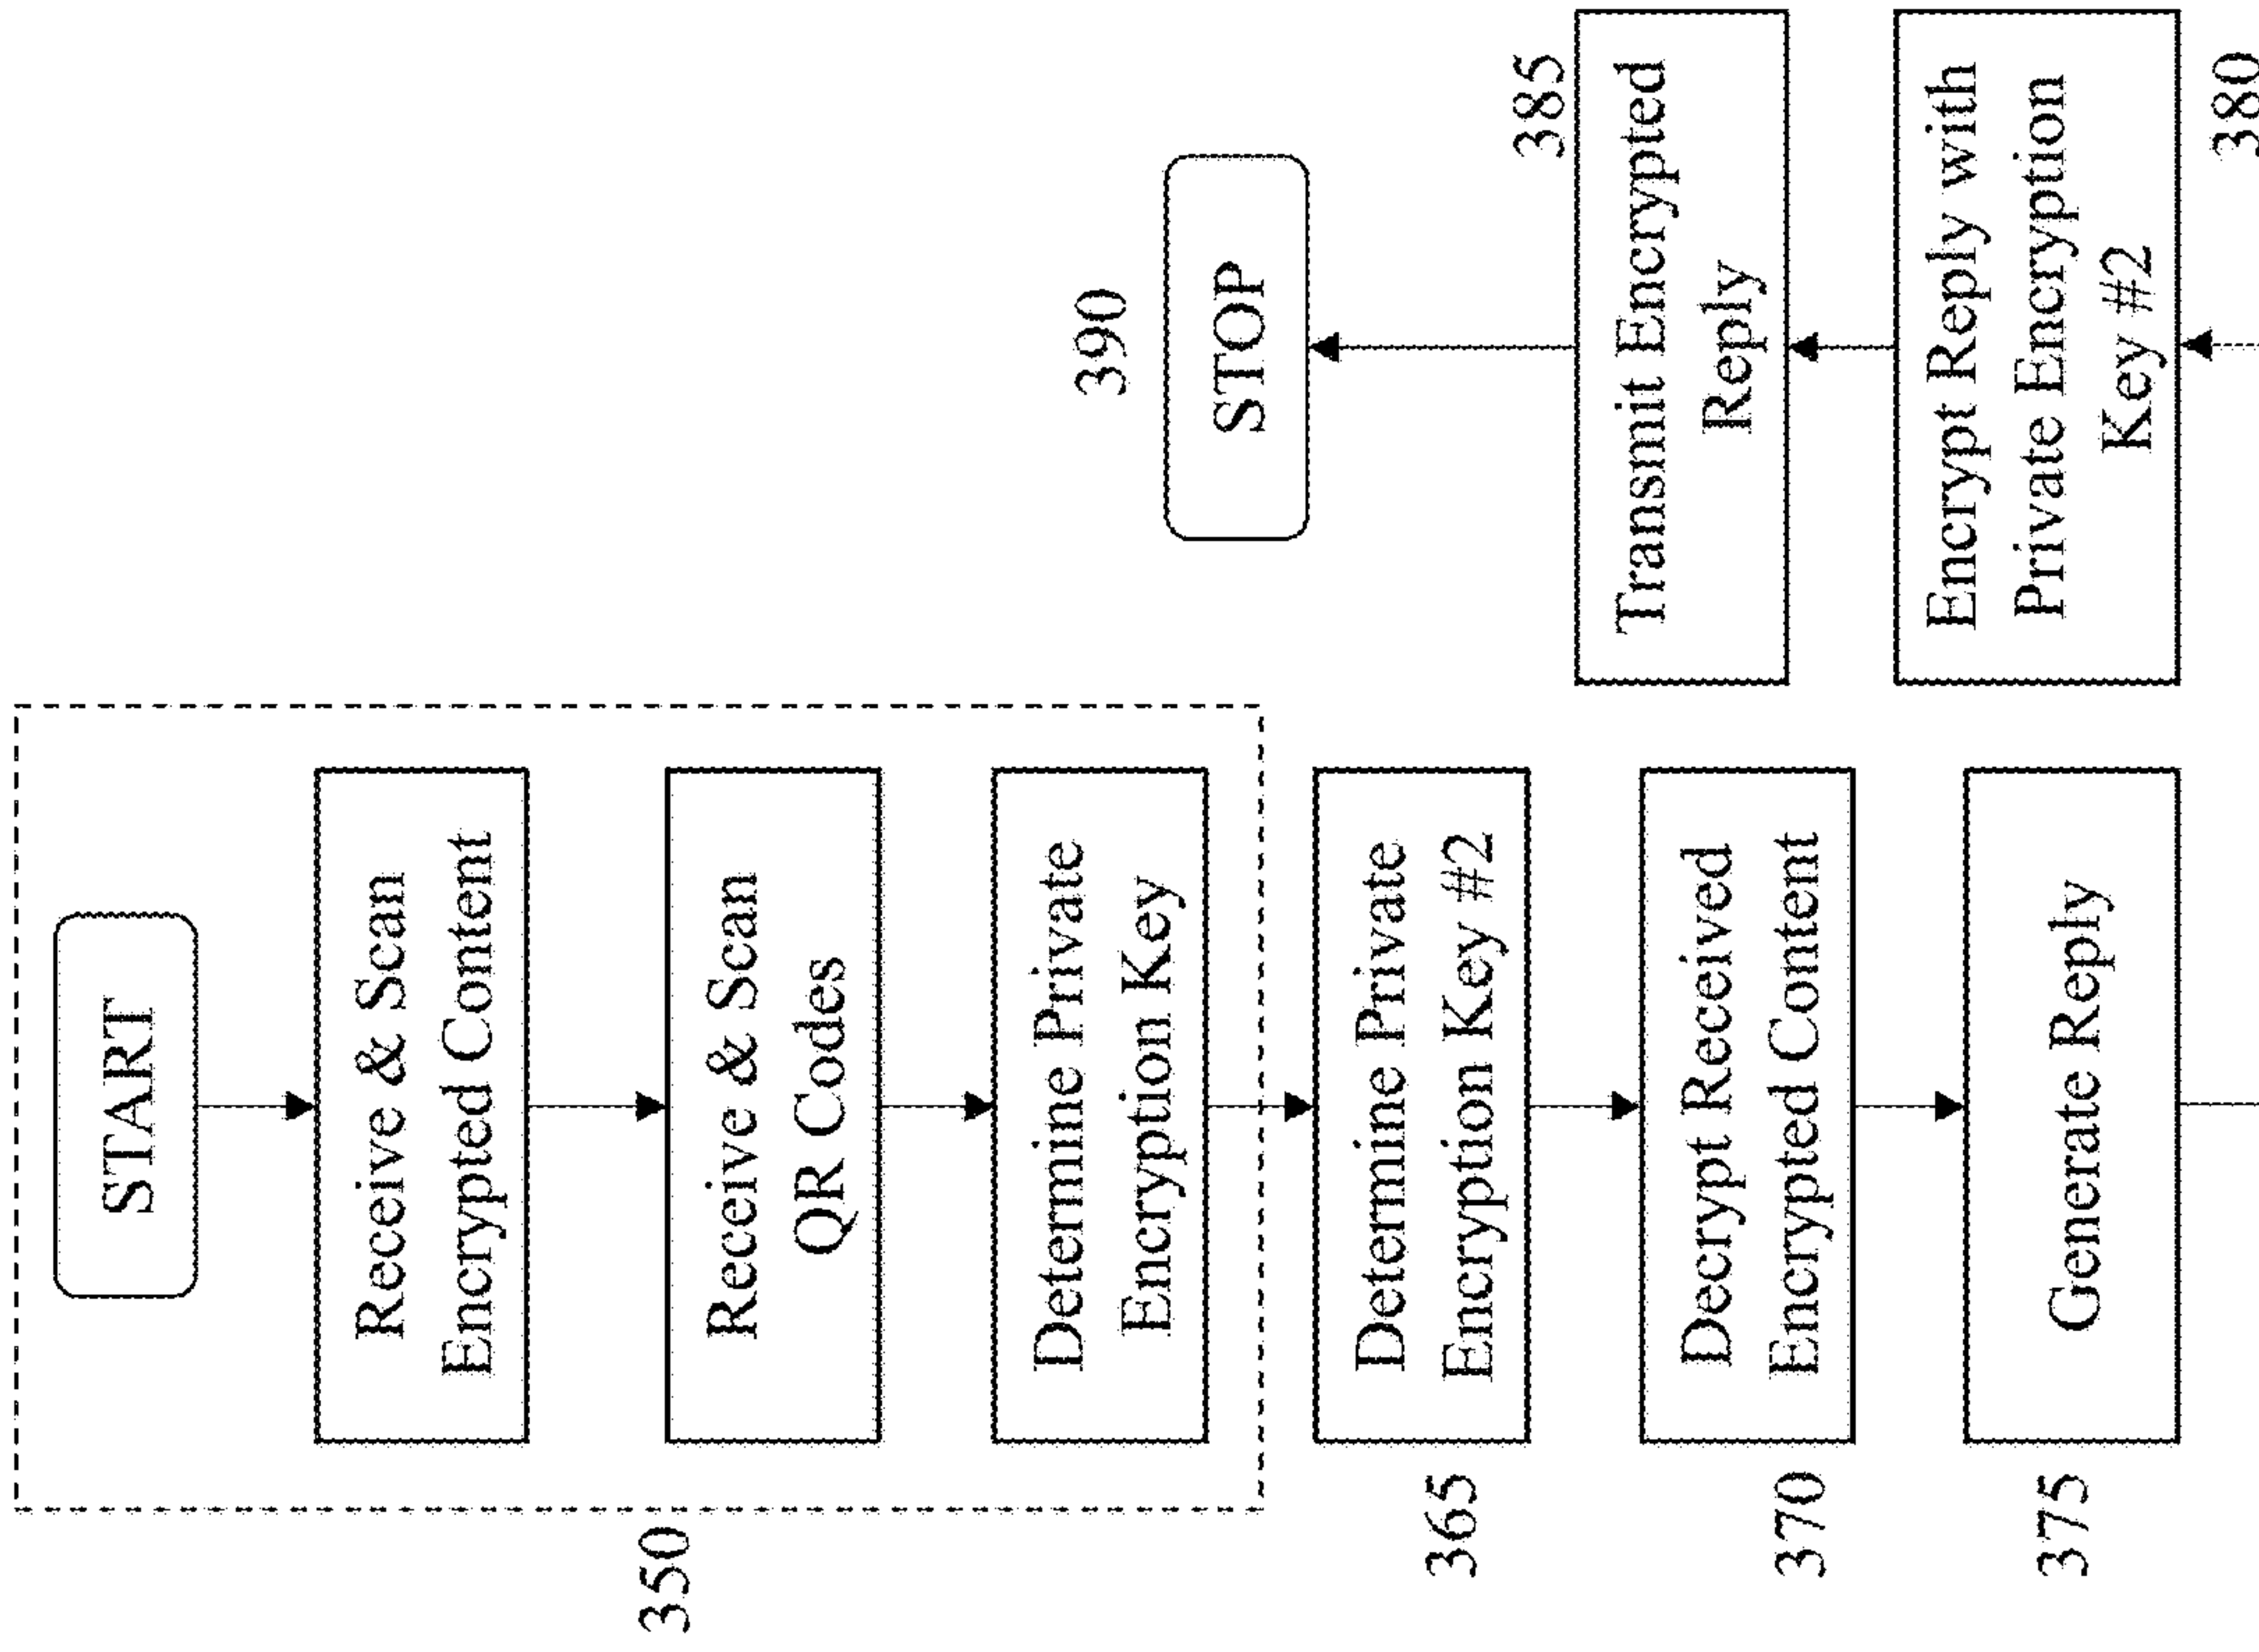 START
Receive & Scan
Encrypted Content
Receive & Scan
QR Codes
Determine Private
Encryption Key
350
Determine Private
Encryption Key #2
365
Decrypt Received
Encrypted Content
370
Generate Reply
375
Encrypt Reply with
Private Encryption
Key #2
380
Transmit Encrypted
Reply
385
STOP
390